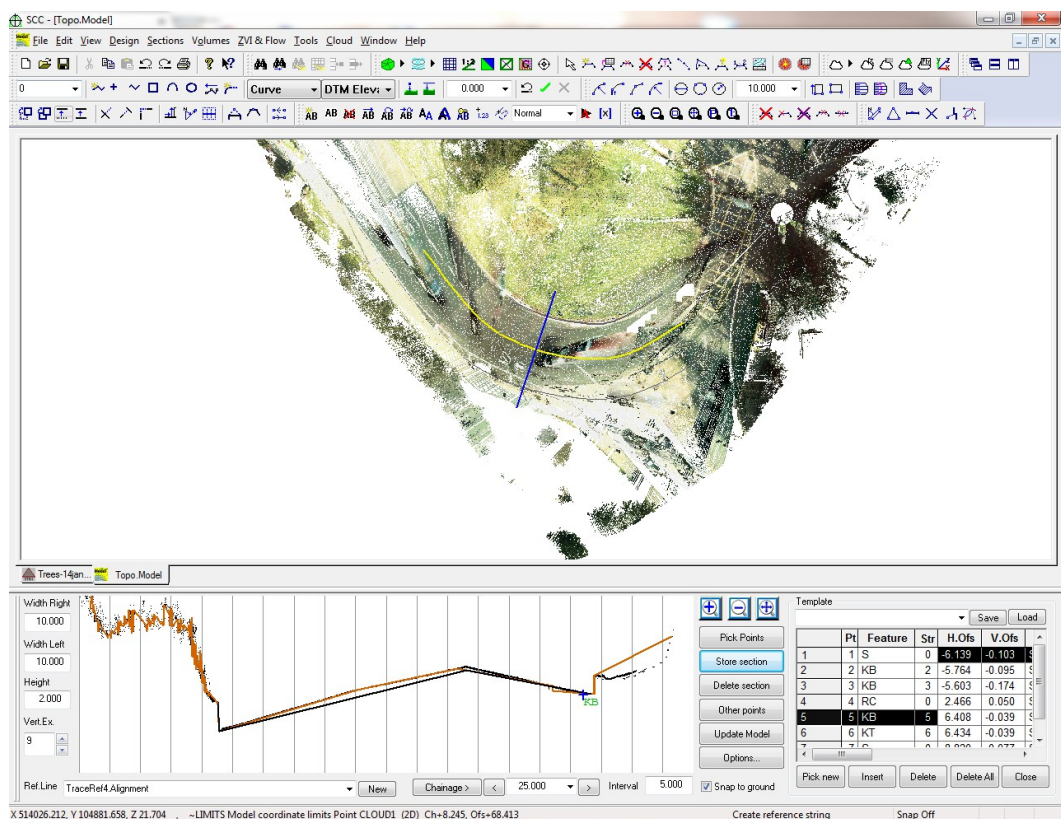 SCC - [Topo.Model]
File Edit View Design Sections Volumes ZVI & Flow Tools Cloud Window Help
0 Curve DTM Elev: 0.000 10.000
Normal
Trees-14jan... Topo.Model
Width Right
10.000
Width Left
10.000
Height
2.000
Vert.Ex.
9
KB
Pick Points
Store section
Delete section
Other points
Update Model
Options...
Snap to ground
Template
Save Load
Pt Feature Str H.Ofs V.Ofs
1 1 S 0 -6.139 -0.103
2 2 KB 2 -5.764 -0.095
3 3 KB 3 -5.603 -0.174
4 4 RC 0 2.466 0.050
5 5 KB 5 6.408 -0.039
6 6 KT 6 6.434 -0.039
Pick new Insert Delete Delete All Close
Ref.Line TraceRef4.Alignment New Chainage > < 25.000 > Interval 5.000
X 514026.212, Y 104881.658, Z 21.704 , ~LIMITS Model coordinate limits Point CLOUD1 (2D) Ch+8.245, Ofs+68.413 Create reference string Snap Off